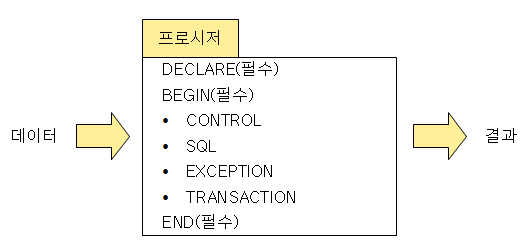 프로시저
DECLARE(필수)
BEGIN(필수)
• CONTROL
• SQL
• EXCEPTION
• TRANSACTION
END(필수)
데이터
결과